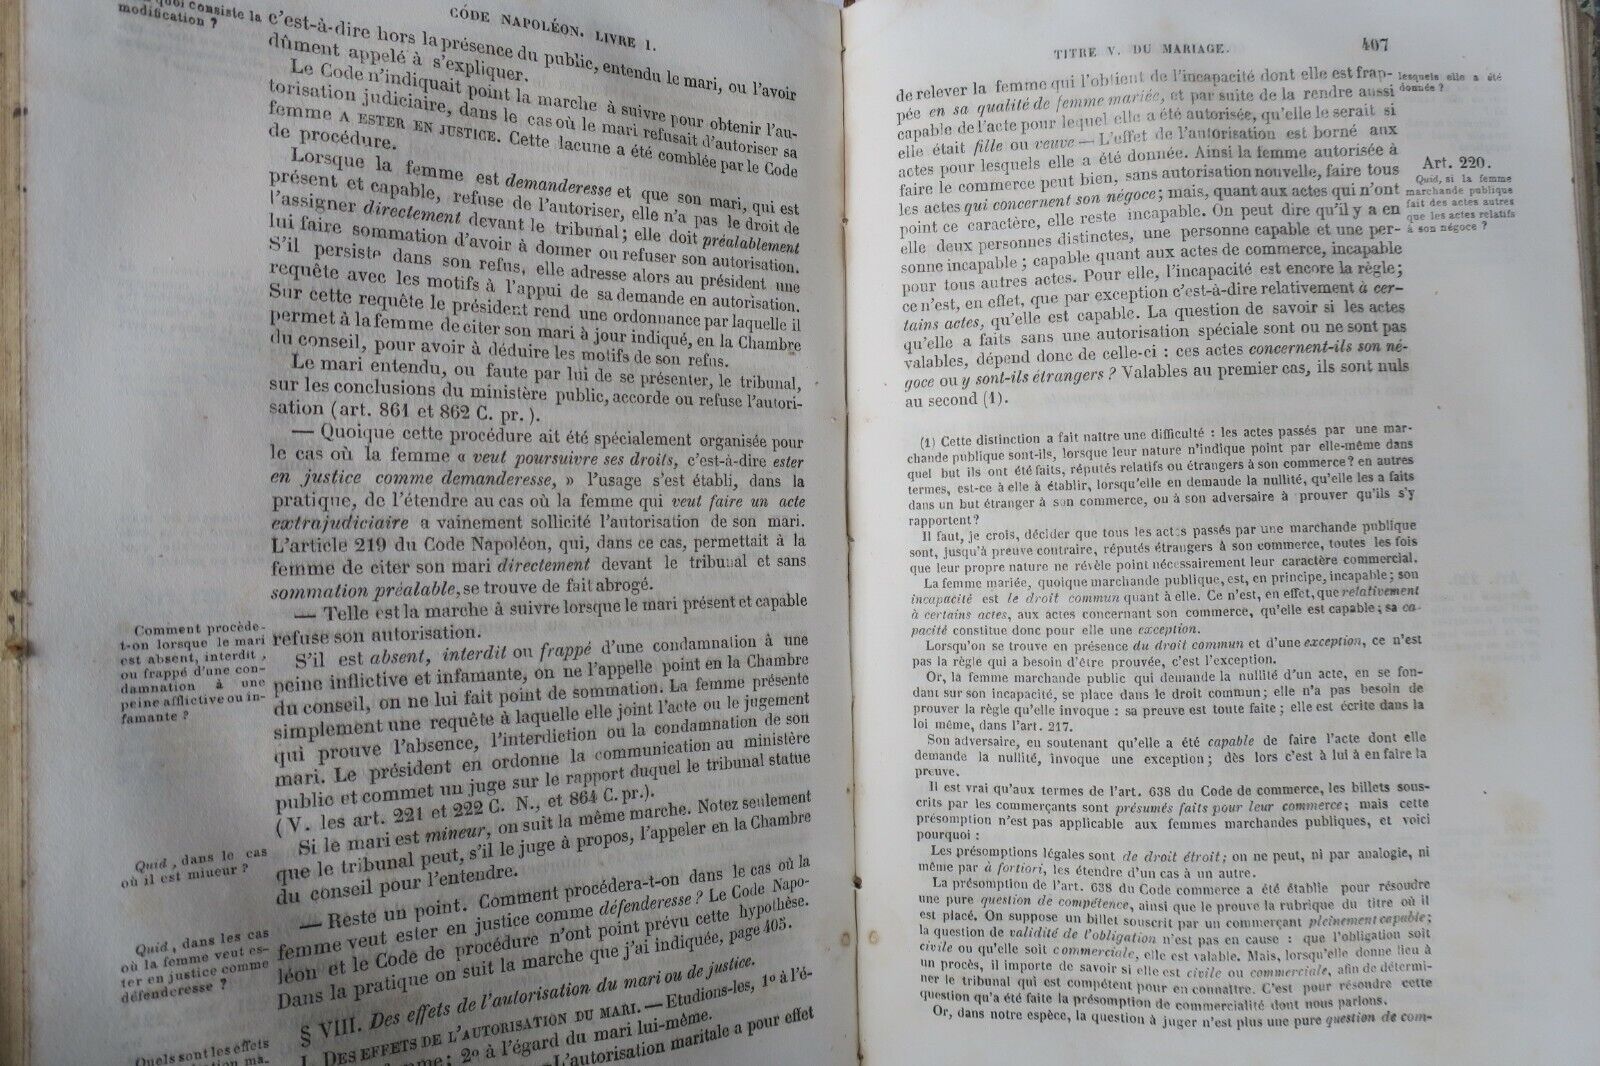 quoi consiste la
modification ?
CODE NAPOLÉON. LIVRE I.
c'est-à-dire hors la présence du public, entendu le mari, ou l'avoir
dûment appelé à s'expliquer.
Le Code n'indiquait point la marche à suivre pour obtenir l'au-
torisation judiciaire, dans le cas où le mari refusait d'autoriser sa
femme A ESTER EN JUSTICE. Cette lacune a été comblée par le Code
de procédure.
Lorsque la femme est demanderesse et que son mari, qui est
présent et capable, refuse de l'autoriser, elle n'a pas le droit de
l'assigner directement devant le tribunal; elle doit préalablement
lui faire sommation d'avoir à donner ou refuser son autorisation.
S'il persiste dans son refus, elle adresse alors au président une
requête avec les motifs à l'appui de sa demande en autorisation.
Sur cette requête le président rend une ordonnance par laquelle il
permet à la femme de citer son mari à jour indiqué, en la Chambre
du conseil, pour avoir à déduire les motifs de son refus.
Le mari entendu, ou faute par lui de se présenter, le tribunal,
sur les conclusions du ministère public, accorde ou refuse l'autori-
sation (art. 861 et 862 C. pr.).
— Quoique cette procédure ait été spécialement organisée pour
le cas où la femme « veut poursuivre ses droits, c'est-à-dire ester
en justice comme demanderesse, » l'usage s'est établi, dans la
pratique, de l'étendre au cas où la femme qui veut faire un acte
extrajudiciaire a vainement sollicité l'autorisation de son mari.
L'article 219 du Code Napoléon, qui, dans ce cas, permettait à la
femme de citer son mari directement devant le tribunal et sans
sommation préalable, se trouve de fait abrogé.
— Telle est la marche à suivre lorsque le mari présent et capable
refuse son autorisation.
Comment procède-
t-on lorsque le mari
est absent, interdit,
ou frappé d'une con-
damnation à une
peine afflictive ou in-
famante ?
S'il est absent, interdit ou frappé d'une condamnation à une
peine inflictive et infamante, on ne l'appelle point en la Chambre
du conseil, on ne lui fait point de sommation. La femme présente
simplement une requête à laquelle elle joint l'acte ou le jugement
qui prouve l'absence, l'interdiction ou la condamnation de son
mari. Le président en ordonne la communication au ministère
public et commet un juge sur le rapport duquel le tribunal statue
(V. les art. 221 et 222 C. N., et 864 C. pr.).
Quid, dans le cas
où il est mineur ?
Si le mari est mineur, on suit la même marche. Notez seulement
que le tribunal peut, s'il le juge à propos, l'appeler en la Chambre
du conseil pour l'entendre.
Quid, dans les cas
où la femme veut es-
ter en justice comme
défenderesse ?
— Reste un point. Comment procédera-t-on dans le cas où la
femme veut ester en justice comme défenderesse? Le Code Napo-
léon et le Code de procédure n'ont point prévu cette hypothèse.
Dans la pratique on suit la marche que j'ai indiquée, page 405.
§ VIII. Des effets de l'autorisation du mari ou de justice.
Quels sont les effets
I. DES EFFETS DE L'AUTORISATION DU MARI. — Etudions-les, 1° à l'é-
femme; 2° à l'égard du mari lui-même.
L'autorisation maritale a pour effet
TITRE V. DU MARIAGE. 407
de relever la femme qui l'obtient de l'incapacité dont elle est frap-
pée en sa qualité de femme mariée, et par suite de la rendre aussi
capable de l'acte pour lequel elle a été autorisée, qu'elle le serait si
elle était fille ou veuve — L'effet de l'autorisation est borné aux
actes pour lesquels elle a été donnée. Ainsi la femme autorisée à
faire le commerce peut bien, sans autorisation nouvelle, faire tous
les actes qui concernent son négoce; mais, quant aux actes qui n'ont
point ce caractère, elle reste incapable. On peut dire qu'il y a en
elle deux personnes distinctes, une personne capable et une per-
sonne incapable; capable quant aux actes de commerce, incapable
pour tous autres actes. Pour elle, l'incapacité est encore la règle;
ce n'est, en effet, que par exception c'est-à-dire relativement à cer-
tains actes, qu'elle est capable. La question de savoir si les actes
qu'elle a faits sans une autorisation spéciale sont ou ne sont pas
valables, dépend donc de celle-ci : ces actes concernent-ils son né-
goce ou y sont-ils étrangers ? Valables au premier cas, ils sont nuls
au second (1).
lesquels elle a été
donnée ?
Art. 220.
Quid, si la femme
marchande publique
fait des actes autres
que les actes relatifs
à son négoce ?
(1) Cette distinction a fait naître une difficulté : les actes passés par une mar-
chande publique sont-ils, lorsque leur nature n'indique point par elle-même dans
quel but ils ont été faits, réputés relatifs ou étrangers à son commerce? en autres
termes, est-ce à elle à établir, lorsqu'elle en demande la nullité, qu'elle les a faits
dans un but étranger à son commerce, ou à son adversaire à prouver qu'ils s'y
rapportent?
Il faut, je crois, décider que tous les actes passés par une marchande publique
sont, jusqu'à preuve contraire, réputés étrangers à son commerce, toutes les fois
que leur propre nature ne révèle point nécessairement leur caractère commercial.
La femme mariée, quoique marchande publique, est, en principe, incapable; son
incapacité est le droit commun quant à elle. Ce n'est, en effet, que relativement
à certains actes, aux actes concernant son commerce, qu'elle est capable; sa ca-
pacité constitue donc pour elle une exception.
Lorsqu'on se trouve en présence du droit commun et d'une exception, ce n'est
pas la règle qui a besoin d'être prouvée, c'est l'exception.
Or, la femme marchande public qui demande la nullité d'un acte, en se fon-
dant sur son incapacité, se place dans le droit commun; elle n'a pas besoin de
prouver la règle qu'elle invoque : sa preuve est toute faite; elle est écrite dans la
loi même, dans l'art. 217.
Son adversaire, en soutenant qu'elle a été capable de faire l'acte dont elle
demande la nullité, invoque une exception; dès lors c'est à lui à en faire la
preuve.
Il est vrai qu'aux termes de l'art. 638 du Code de commerce, les billets sous-
crits par les commerçants sont présumés faits pour leur commerce; mais cette
présomption n'est pas applicable aux femmes marchandes publiques, et voici
pourquoi :
Les présomptions légales sont de droit étroit; on ne peut, ni par analogie, ni
même par à fortiori, les étendre d'un cas à un autre.
La présomption de l'art. 638 du Code commerce a été établie pour résoudre
une pure question de compétence, ainsi que le prouve la rubrique du titre où il
est placé. On suppose un billet souscrit par un commerçant pleinement capable;
la question de validité de l'obligation n'est pas en cause : que l'obligation soit
civile ou qu'elle soit commerciale, elle est valable. Mais, lorsqu'elle donne lieu à
un procès, il importe de savoir si elle est civile ou commerciale, afin de détermi-
ner le tribunal qui est compétent pour en connaître. C'est pour résoudre cette
question qu'a été faite la présomption de commercialité dont nous parlons.
Or, dans notre espèce, la question à juger n'est plus une pure question de com-